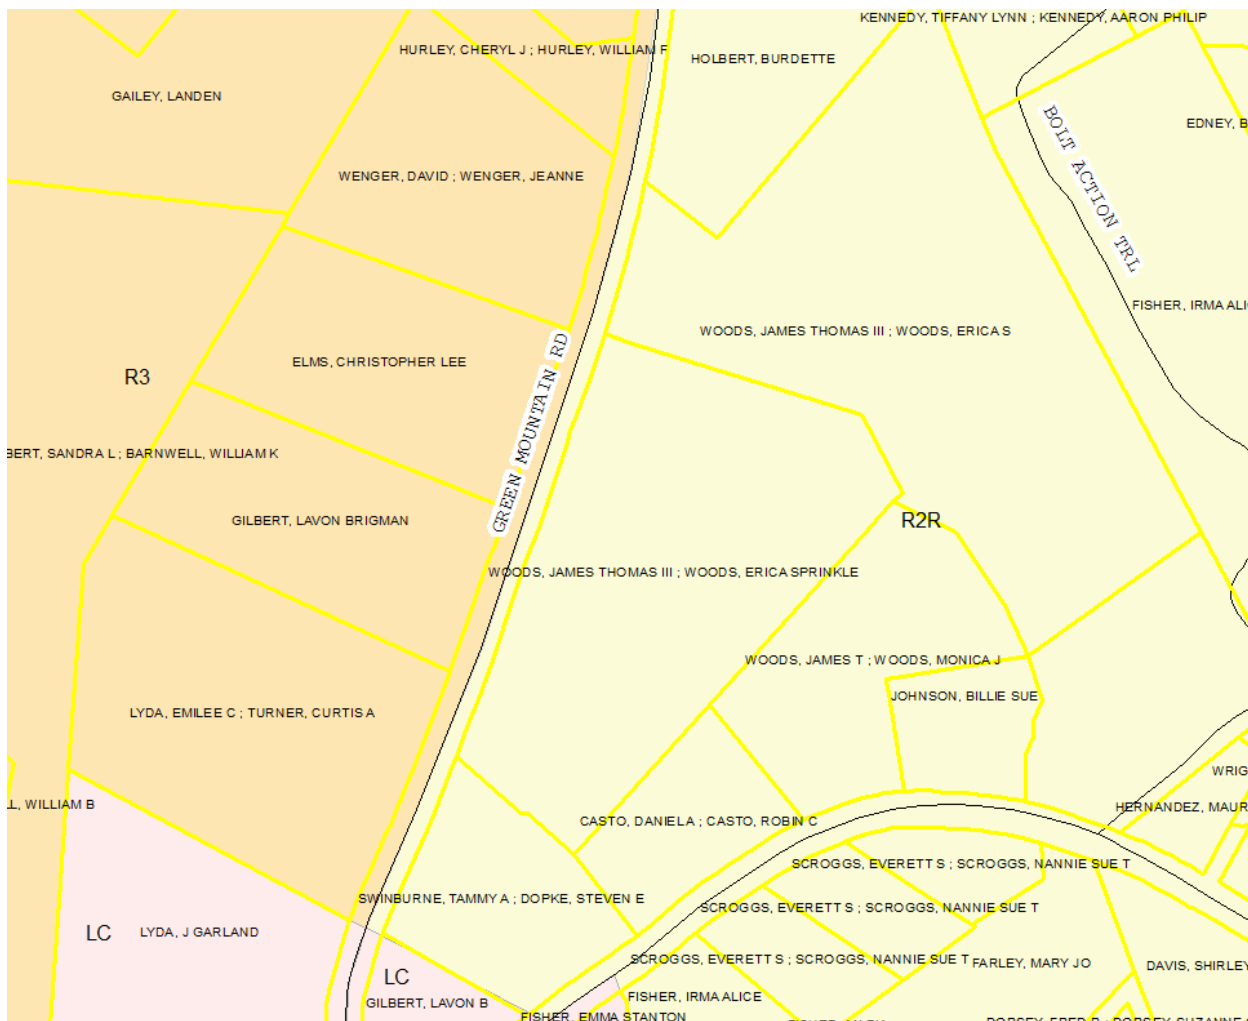 KENNEDY, TIFFANY LYNN ; KENNEDY, AARON PHILIP
HURLEY, CHERYL J ; HURLEY, WILLIAM F
HOLBERT, BURDETTE
GAILEY, LANDEN
EDNEY, B
BOLT ACTION TRL
WENGER, DAVID ; WENGER, JEANNE
FISHER, IRMA ALI
WOODS, JAMES THOMAS III ; WOODS, ERICA S
ELMS, CHRISTOPHER LEE
R3
GREEN MOUNTAIN RD
BERT, SANDRA L ; BARNWELL, WILLIAM K
GILBERT, LAVON BRIGMAN
R2R
WOODS, JAMES THOMAS III ; WOODS, ERICA SPRINKLE
WOODS, JAMES T ; WOODS, MONICA J
JOHNSON, BILLIE SUE
LYDA, EMILEE C ; TURNER, CURTIS A
WRIG
LL, WILLIAM B
HERNANDEZ, MAUR
CASTO, DANIEL A ; CASTO, ROBIN C
SCROGGS, EVERETT S ; SCROGGS, NANNIE SUE T
SWINBURNE, TAMMY A ; DOPKE, STEVEN E
SCROGGS, EVERETT S ; SCROGGS, NANNIE SUE T
LC
LYDA, J GARLAND
SCROGGS, EVERETT S ; SCROGGS, NANNIE SUE T
FARLEY, MARY JO
DAVIS, SHIRLEY
LC
GILBERT, LAVON B
FISHER, IRMA ALICE
FISHER, EMMA STANTON